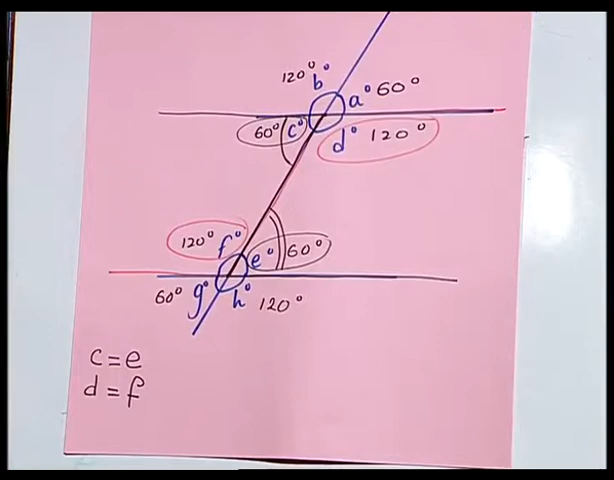 120° b°
a° 60°
60° c°
d° 120°
120° f°
e° 60°
60° g°
h° 120°
c = e
d = f